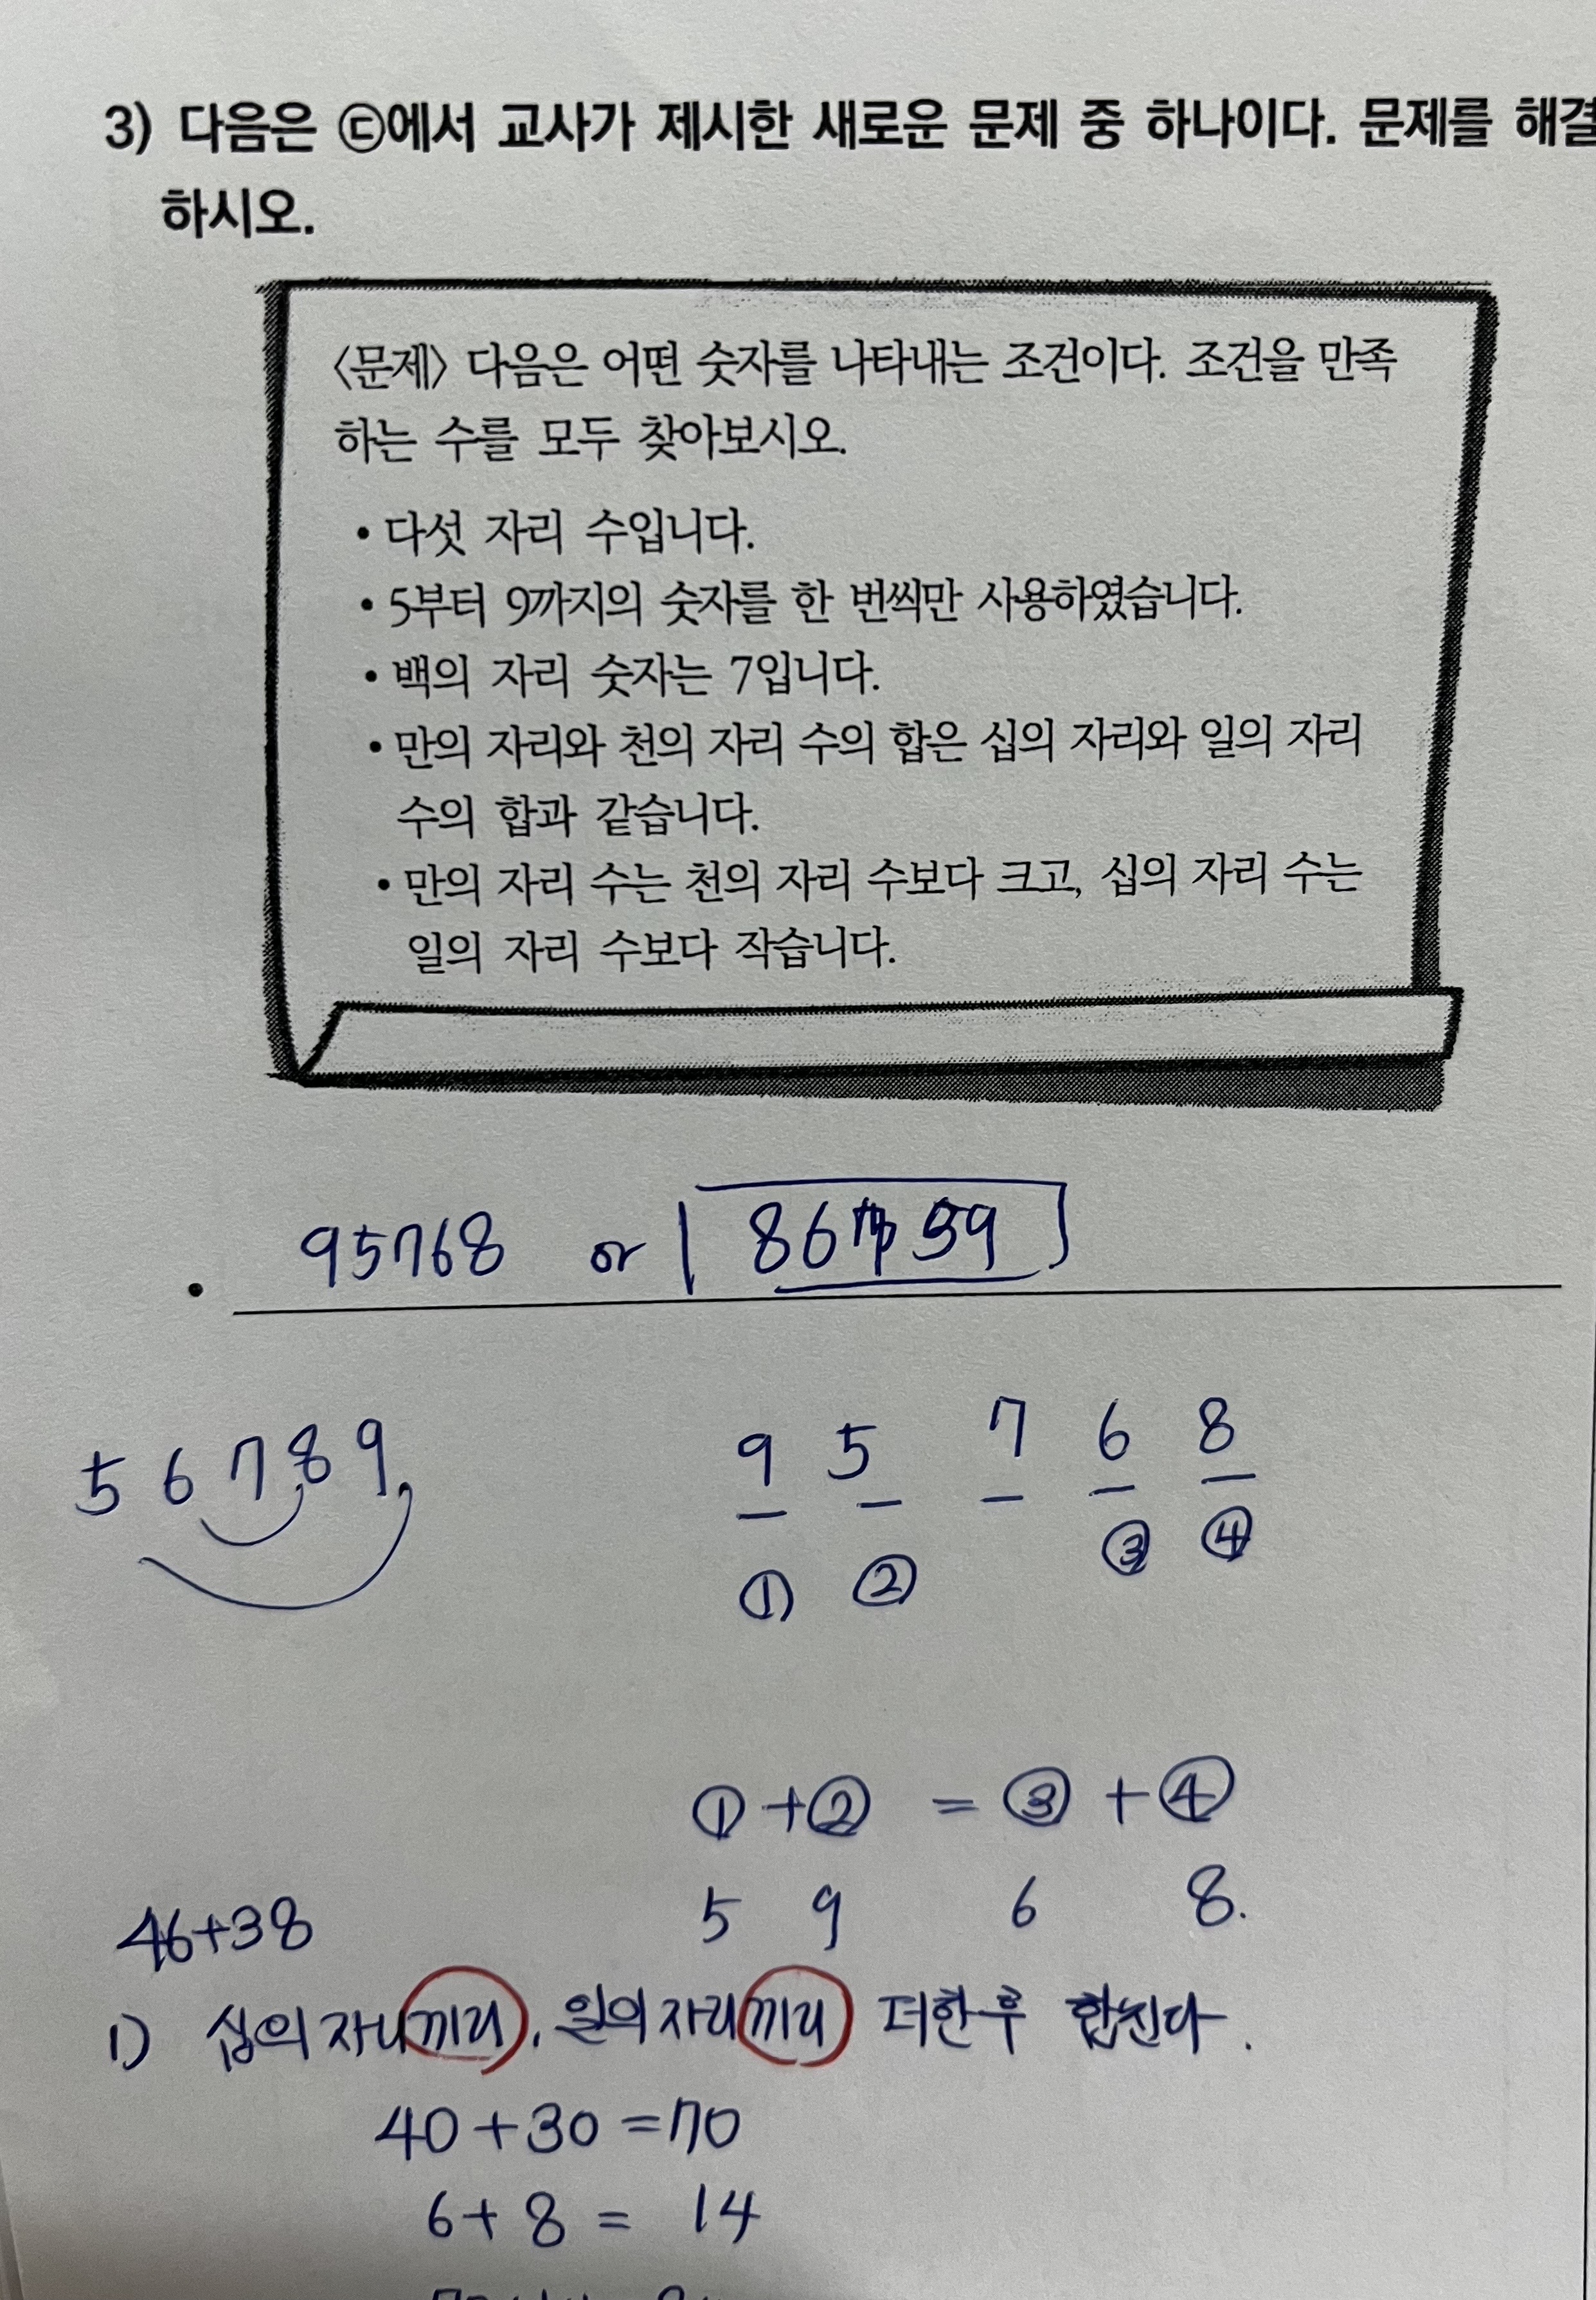 3) 다음은 ㉢에서 교사가 제시한 새로운 문제 중 하나이다. 문제를 해결
하시오.
〈문제〉 다음은 어떤 숫자를 나타내는 조건이다. 조건을 만족
하는 수를 모두 찾아보시오.
• 다섯 자리 수입니다.
• 5부터 9까지의 숫자를 한 번씩만 사용하였습니다.
• 백의 자리 숫자는 7입니다.
• 만의 자리와 천의 자리 수의 합은 십의 자리와 일의 자리
수의 합과 같습니다.
• 만의 자리 수는 천의 자리 수보다 크고, 십의 자리 수는
일의 자리 수보다 작습니다.
• 95768 or 86759
5 6 7 8 9
9 5 7 6 8
① ② ③ ④
① + ② = ③ + ④
5 9 6 8.
46+38
1) 십의 자리끼리, 일의 자리끼리 더한 후 합친다.
40+30=70
6+8= 14